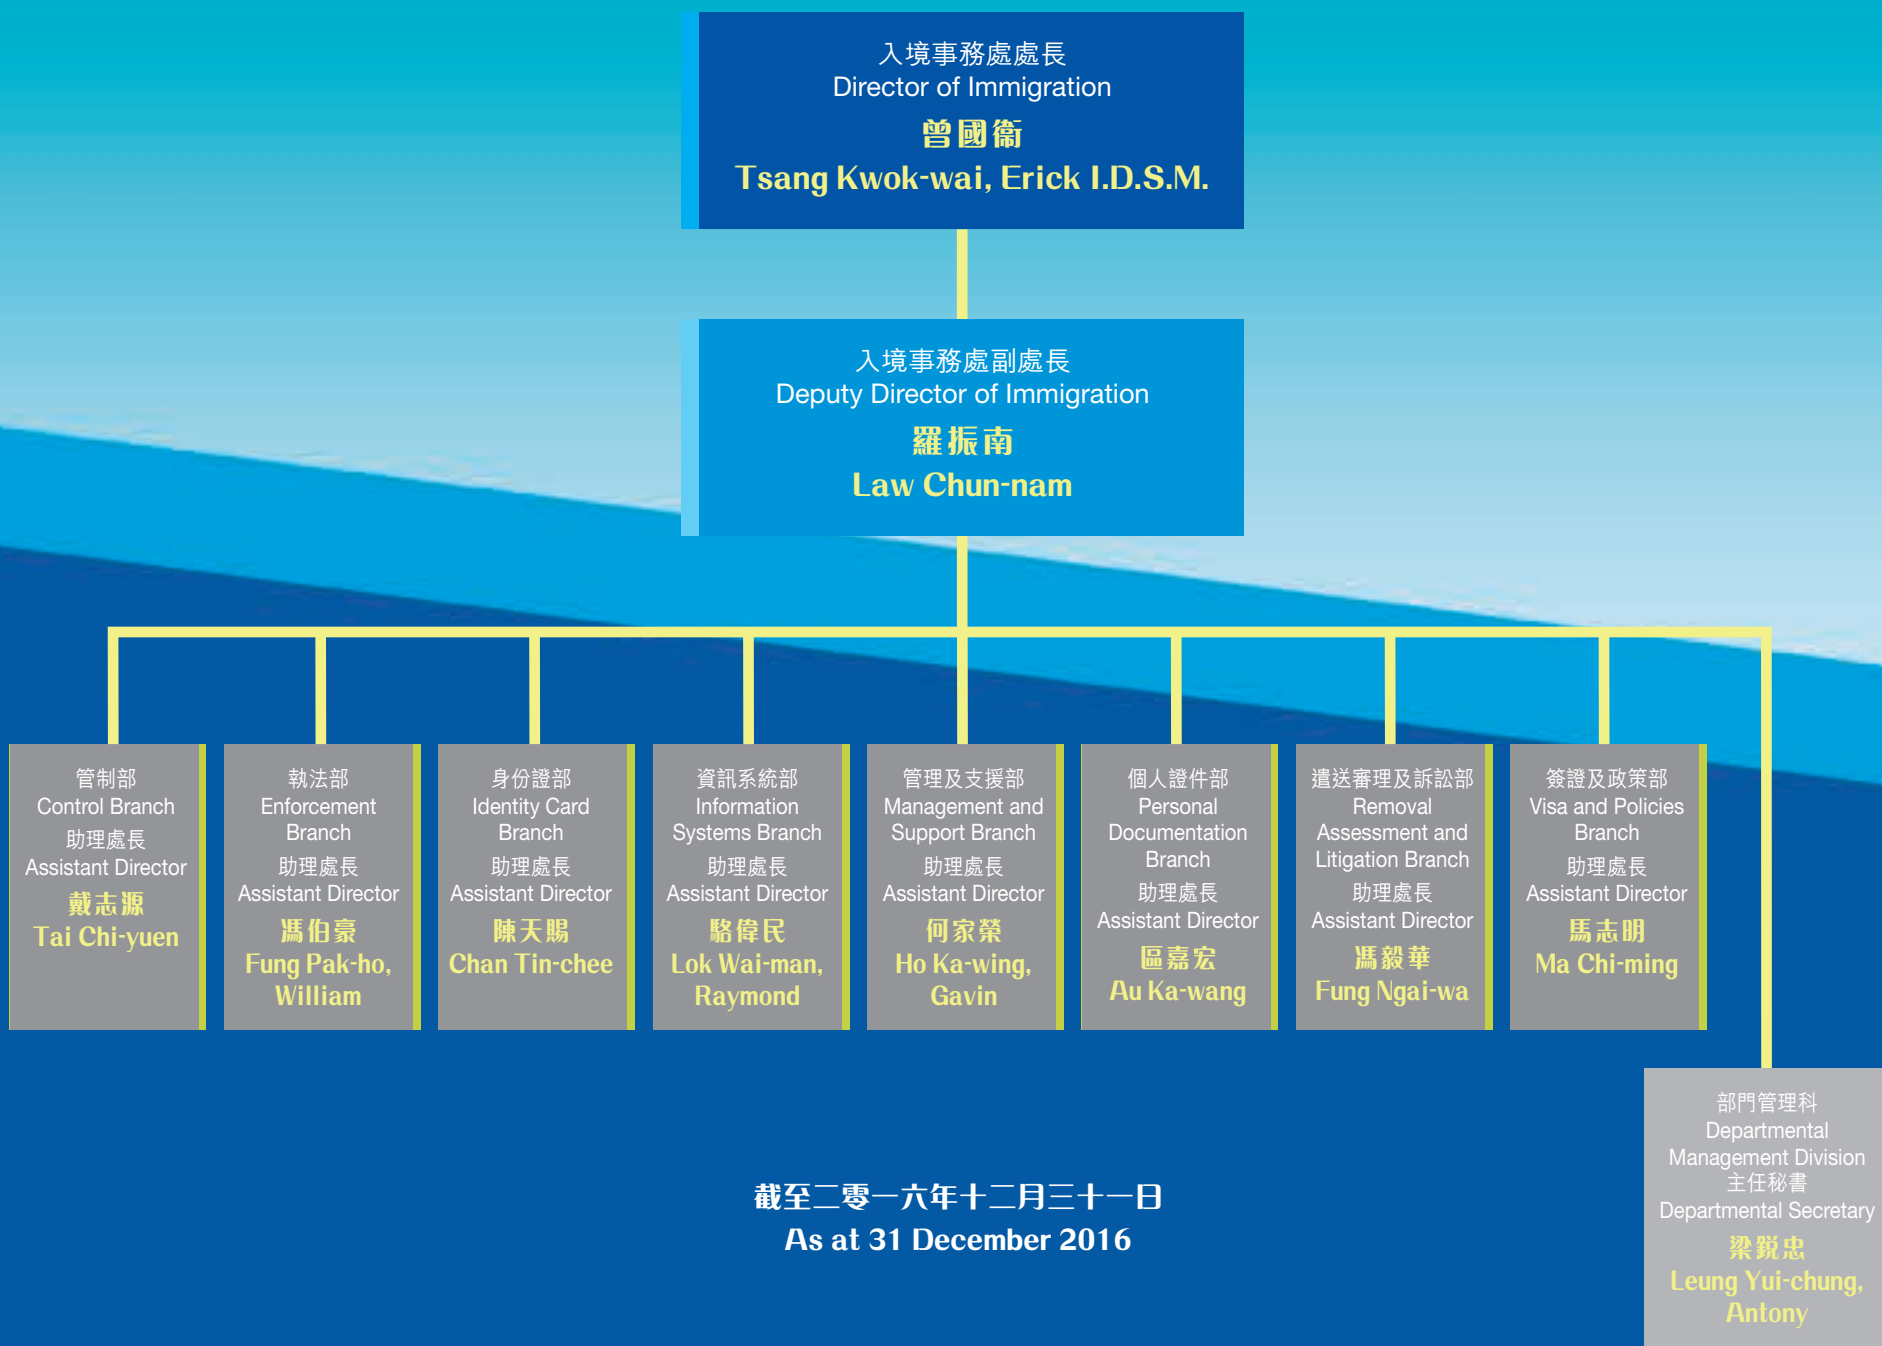 入境事務處處長
Director of Immigration
曾國衞
Tsang Kwok-wai, Erick I.D.S.M.
入境事務處副處長
Deputy Director of Immigration
羅振南
Law Chun-nam
管制部
Control Branch
助理處長
Assistant Director
戴志源
Tai Chi-yuen
執法部
Enforcement
Branch
助理處長
Assistant Director
馮伯豪
Fung Pak-ho,
William
身份證部
Identity Card
Branch
助理處長
Assistant Director
陳天賜
Chan Tin-chee
資訊系統部
Information
Systems Branch
助理處長
Assistant Director
駱偉民
Lok Wai-man,
Raymond
管理及支援部
Management and
Support Branch
助理處長
Assistant Director
何家榮
Ho Ka-wing,
Gavin
個人證件部
Personal
Documentation
Branch
助理處長
Assistant Director
區嘉宏
Au Ka-wang
遣送審理及訴訟部
Removal
Assessment and
Litigation Branch
助理處長
Assistant Director
馮毅華
Fung Ngai-wa
簽證及政策部
Visa and Policies
Branch
助理處長
Assistant Director
馬志明
Ma Chi-ming
部門管理科
Departmental
Management Division
主任秘書
Departmental Secretary
梁銳忠
Leung Yui-chung,
Antony
截至二零一六年十二月三十一日
As at 31 December 2016